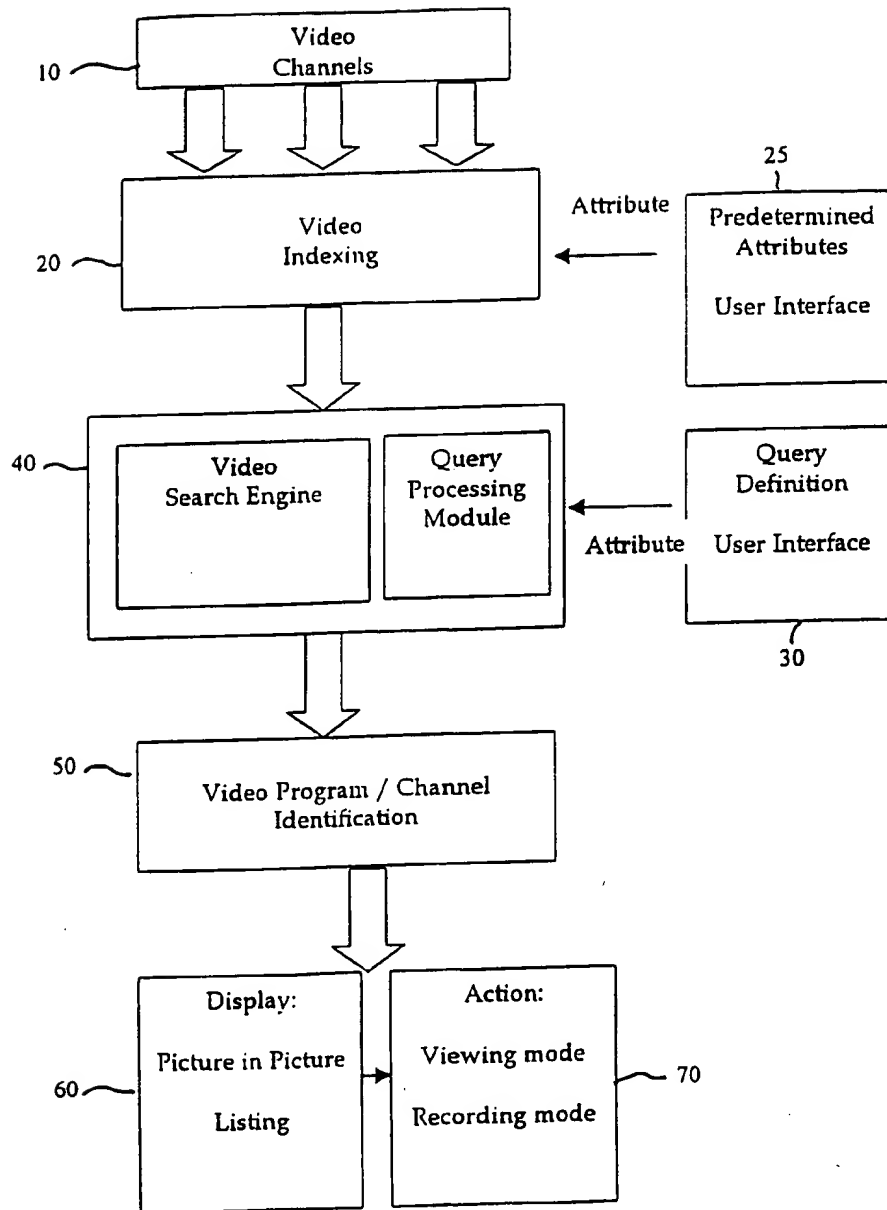 Video
Channels
10
25
Attribute
Predetermined
Attributes
User Interface
Video
Indexing
20
40
Video
Search Engine
Query
Processing
Module
Attribute
Query
Definition
User Interface
30
50
Video Program / Channel
Identification
Display:
Picture in Picture
Listing
60
Action:
Viewing mode
Recording mode
70